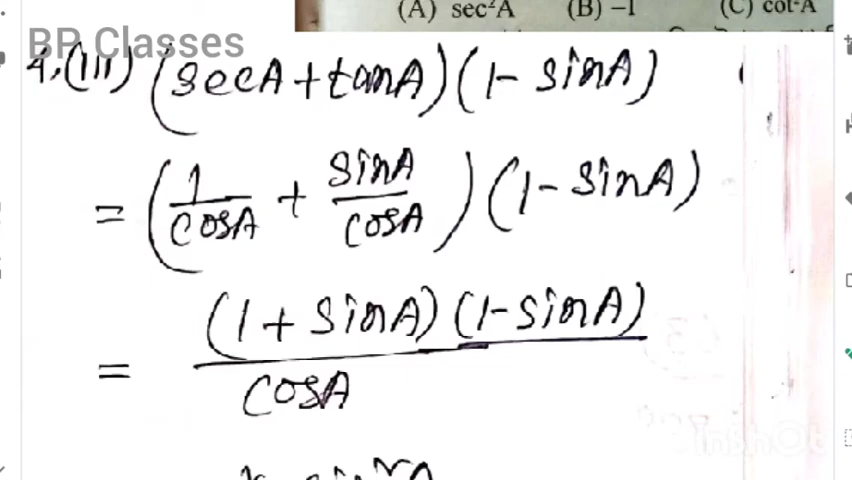 (A) sec²A (B) –1 (C) cot²A
BP Classes
4.(iii) (secA + tanA)(1 - sinA)
= (1/cosA + sinA/cosA)(1 - sinA)
= (1 + sinA)(1 - sinA)
cosA